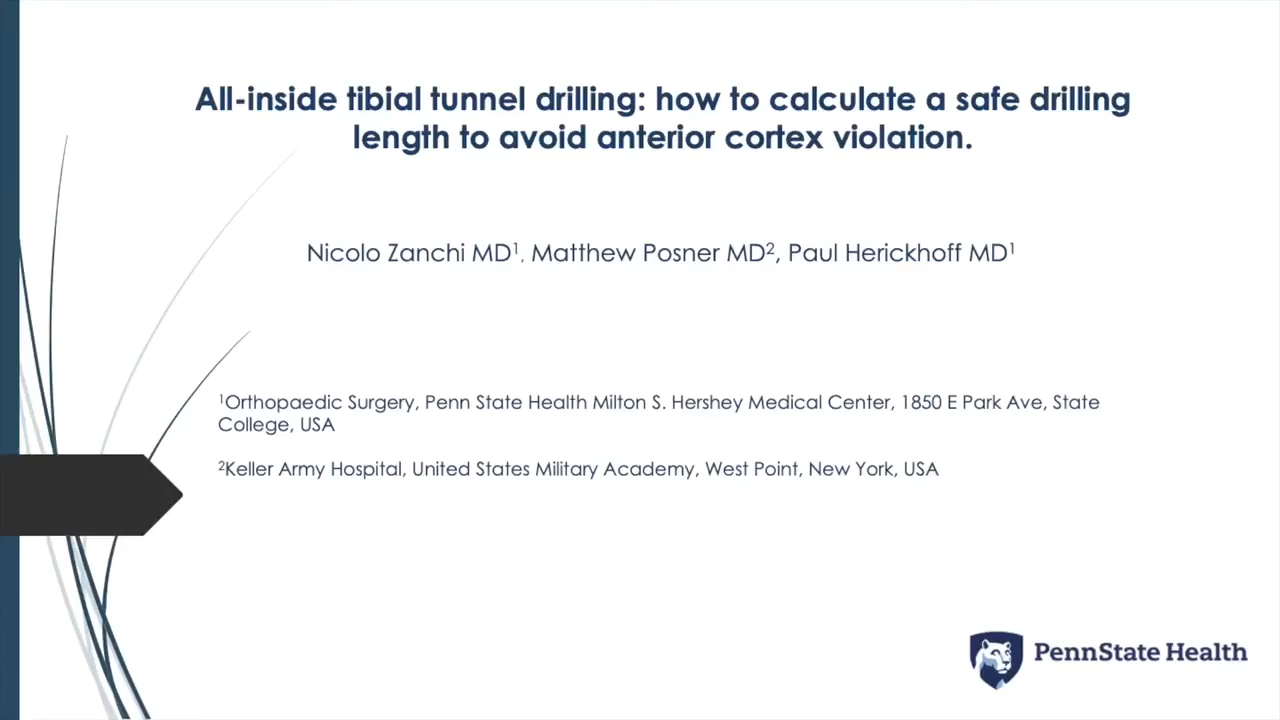 All-inside tibial tunnel drilling: how to calculate a safe drilling
length to avoid anterior cortex violation.
Nicolo Zanchi MD¹, Matthew Posner MD², Paul Herickhoff MD¹
¹Orthopaedic Surgery, Penn State Health Milton S. Hershey Medical Center, 1850 E Park Ave, State
College, USA
²Keller Army Hospital, United States Military Academy, West Point, New York, USA
PennState Health